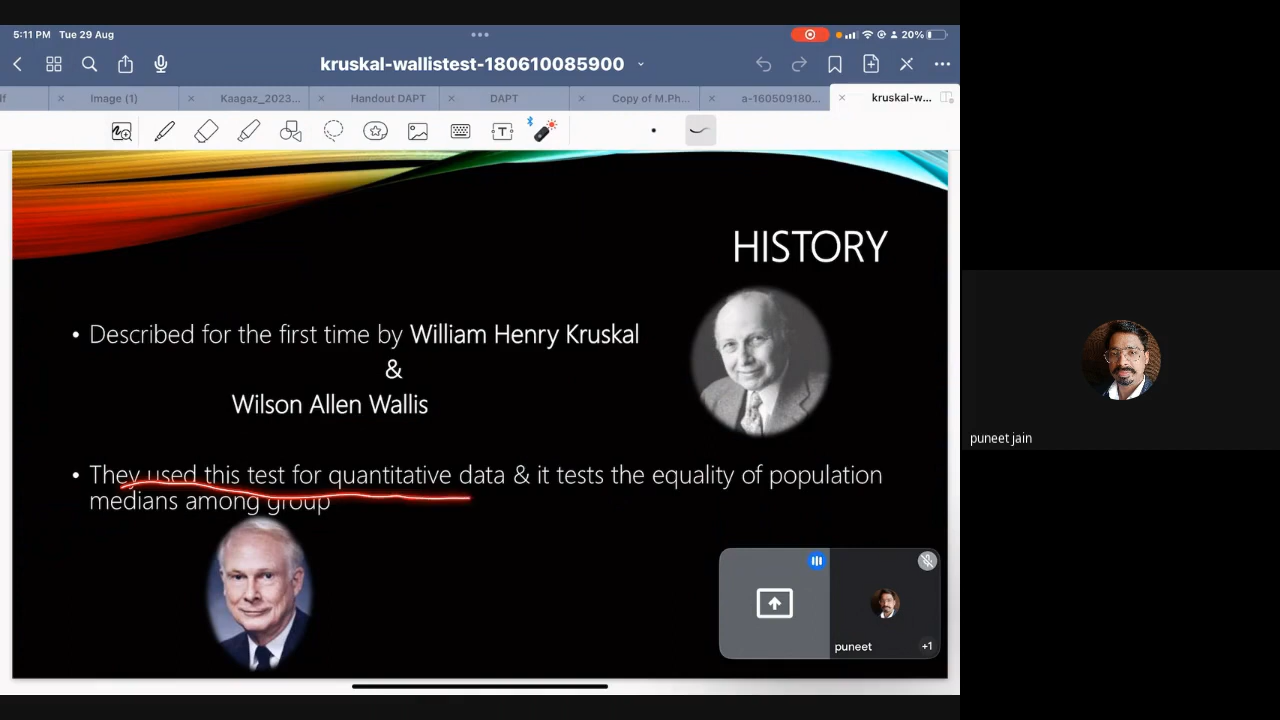 5:11 PM Tue 29 Aug
20%
kruskal-wallistest-180610085900
lf
Image (1)
Kaagaz_2023...
Handout DAPT
DAPT
Copy of M.Ph...
a-160509180...
kruskal-w...
HISTORY
• Described for the first time by William Henry Kruskal
&
Wilson Allen Wallis
• They used this test for quantitative data & it tests the equality of population
medians among group
puneet
+1
puneet jain